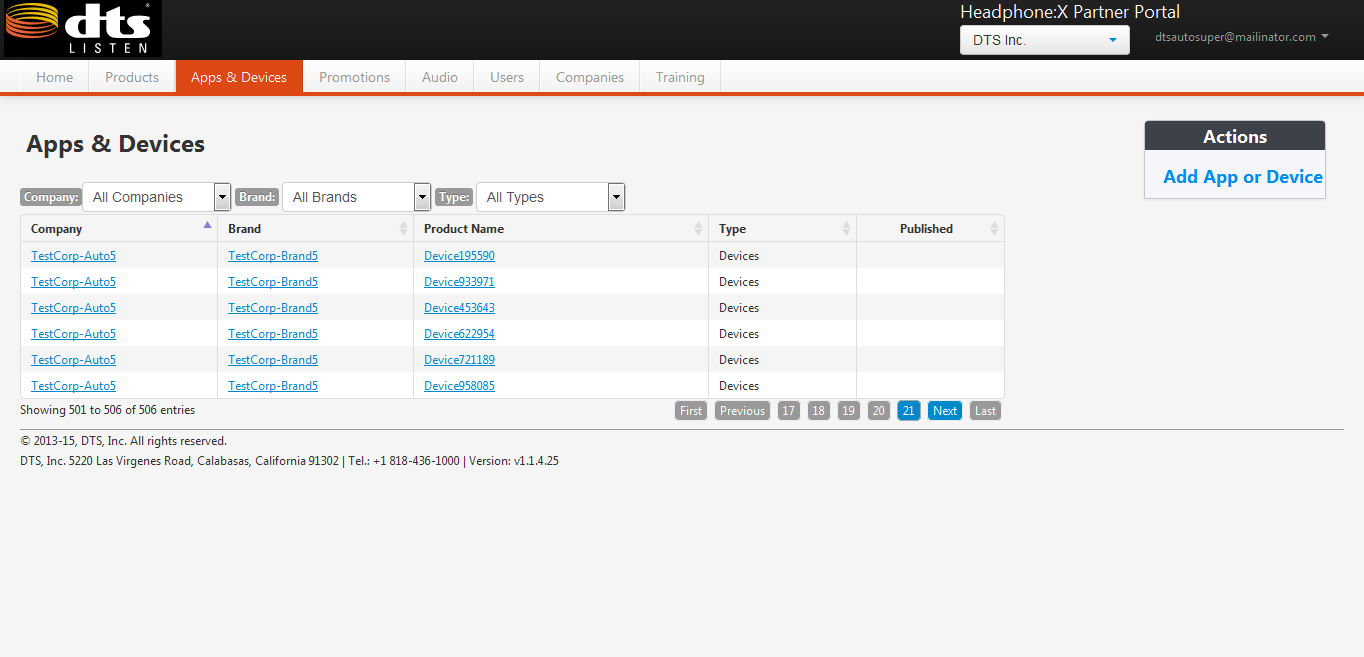 dts®
LISTEN
Headphone:X Partner Portal
DTS Inc.
dtsautosuper@mailinator.com
Home Products Apps & Devices Promotions Audio Users Companies Training
Apps & Devices
Actions
Add App or Device
Company: All Companies Brand: All Brands Type: All Types
Company Brand Product Name Type Published
TestCorp-Auto5 TestCorp-Brand5 Device195590 Devices
TestCorp-Auto5 TestCorp-Brand5 Device933971 Devices
TestCorp-Auto5 TestCorp-Brand5 Device453643 Devices
TestCorp-Auto5 TestCorp-Brand5 Device622954 Devices
TestCorp-Auto5 TestCorp-Brand5 Device721189 Devices
TestCorp-Auto5 TestCorp-Brand5 Device958085 Devices
Showing 501 to 506 of 506 entries First Previous 17 18 19 20 21 Next Last
© 2013-15, DTS, Inc. All rights reserved.
DTS, Inc. 5220 Las Virgenes Road, Calabasas, California 91302 | Tel.: +1 818-436-1000 | Version: v1.1.4.25